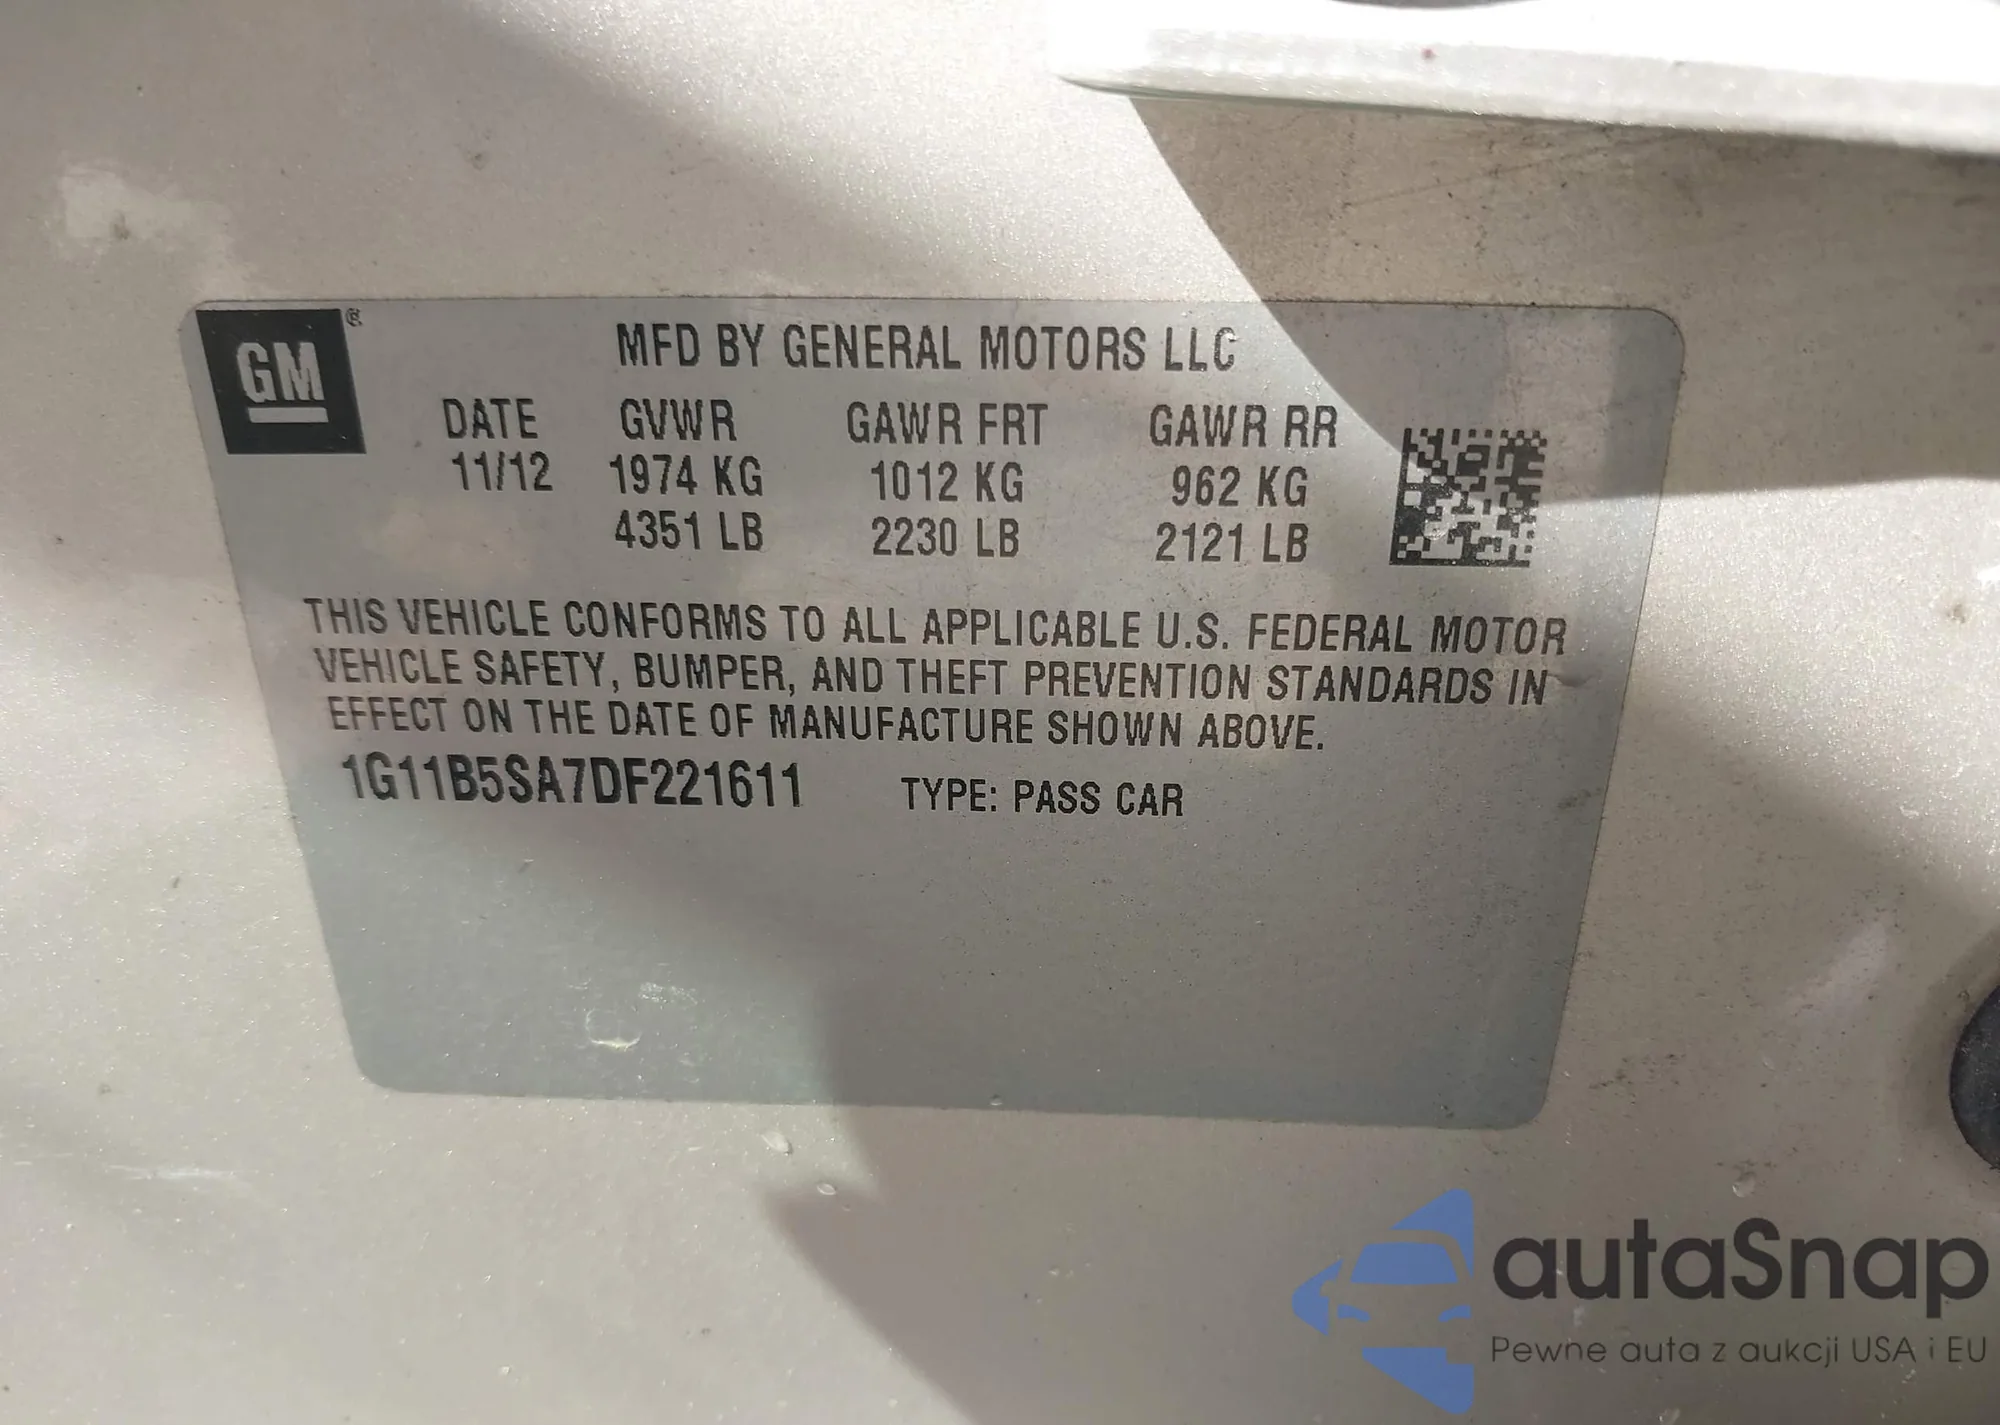 GM
MFD BY GENERAL MOTORS LLC
DATE GVWR GAWR FRT GAWR RR
11/12 1974 KG 1012 KG 962 KG
4351 LB 2230 LB 2121 LB
THIS VEHICLE CONFORMS TO ALL APPLICABLE U.S. FEDERAL MOTOR
VEHICLE SAFETY, BUMPER, AND THEFT PREVENTION STANDARDS IN
EFFECT ON THE DATE OF MANUFACTURE SHOWN ABOVE.
1G11B5SA7DF221611 TYPE: PASS CAR
autaSnap
Pewne auta z aukcji USA i EU